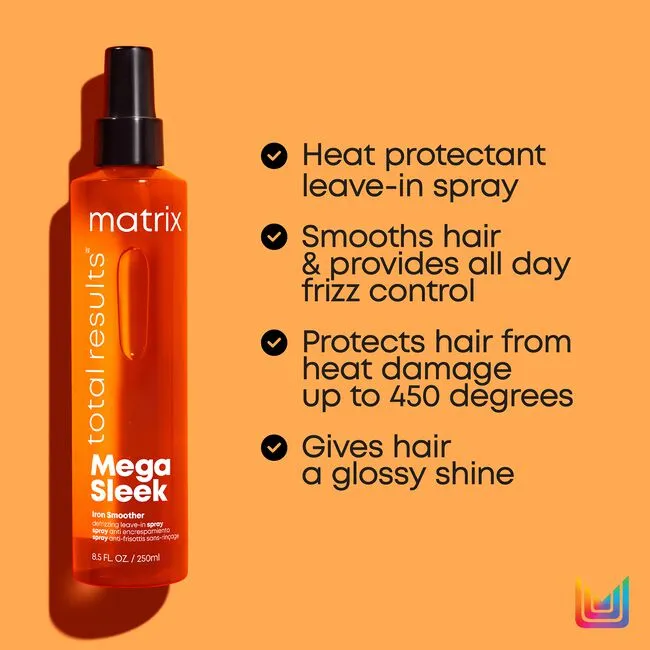 matrix
total results®
Mega
Sleek
Iron Smoother
defrizzing leave-in spray
spray anti encrespamiento
spray anti-frisottis sans-rinçage
8.5 FL. OZ. / 250ml
Heat protectant
leave-in spray
Smooths hair
& provides all day
frizz control
Protects hair from
heat damage
up to 450 degrees
Gives hair
a glossy shine